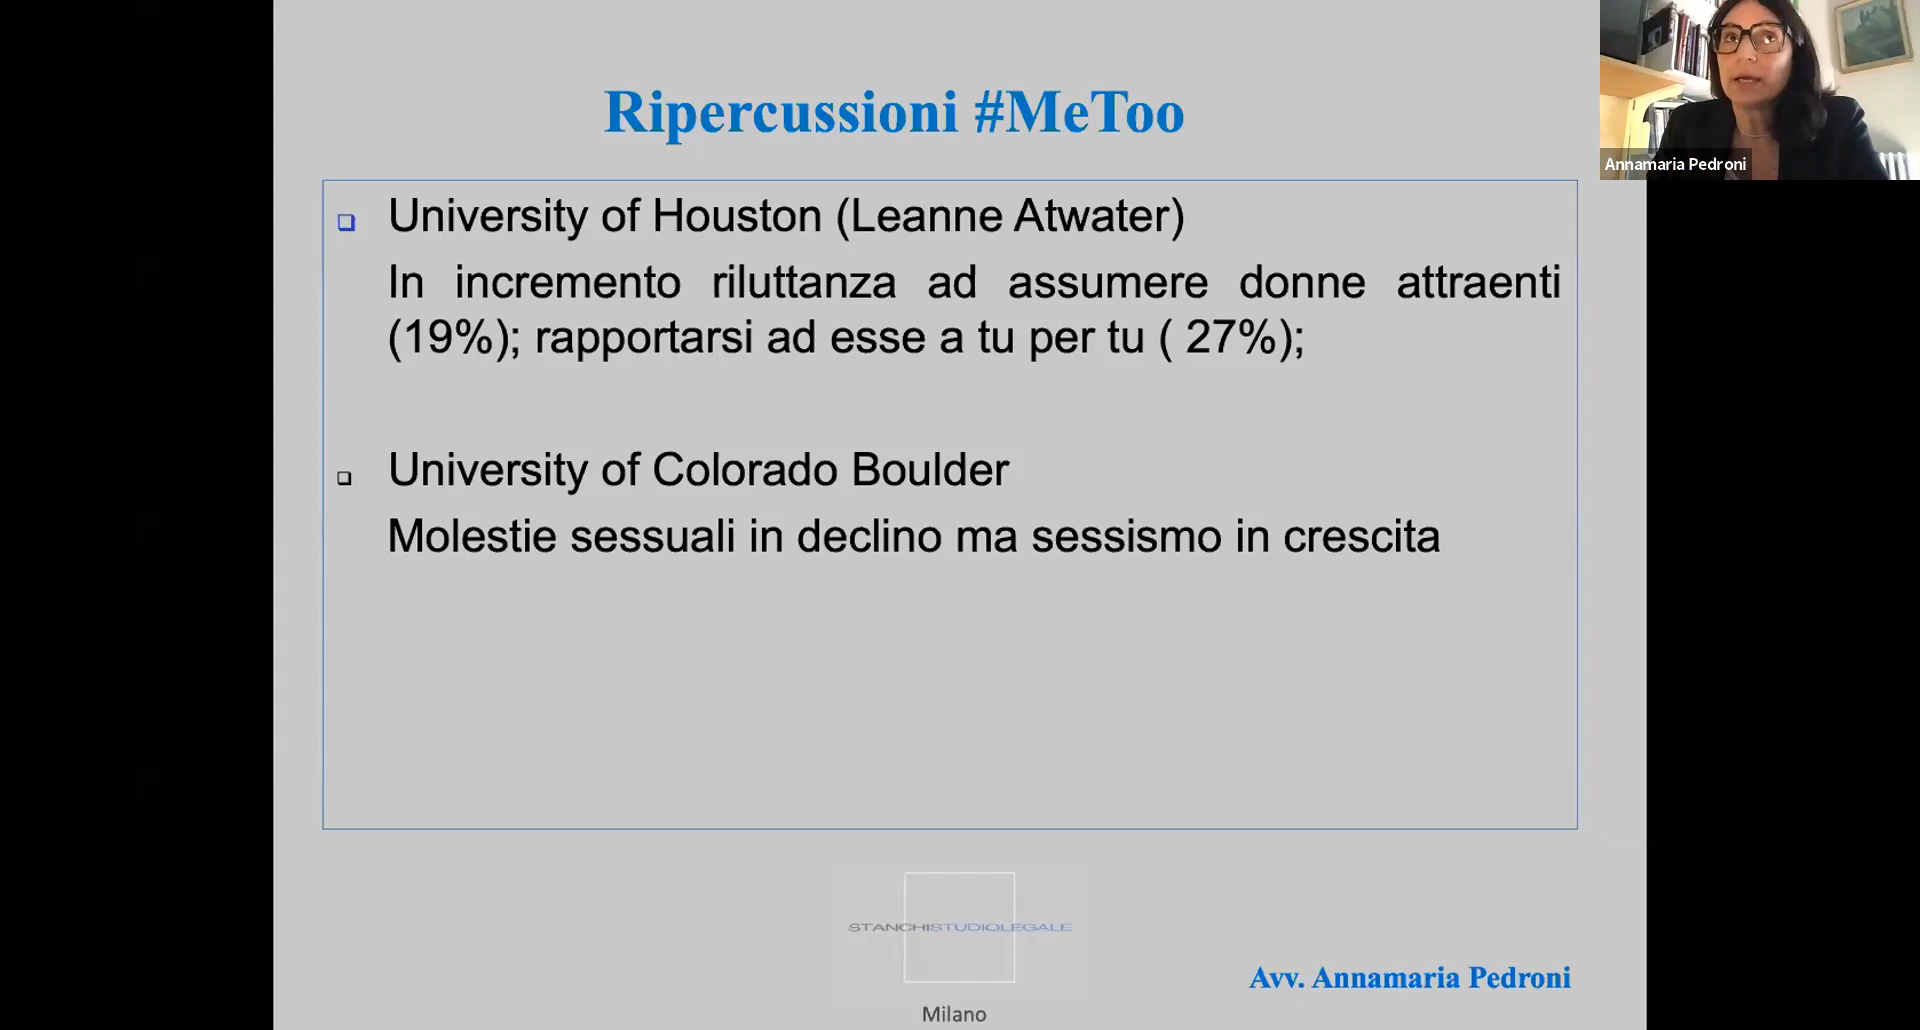 Ripercussioni #MeToo
Annamaria Pedroni
University of Houston (Leanne Atwater)
In incremento riluttanza ad assumere donne attraenti
(19%); rapportarsi ad esse a tu per tu ( 27%);
University of Colorado Boulder
Molestie sessuali in declino ma sessismo in crescita
STANCHISTUDIOLEGALE
Avv. Annamaria Pedroni
Milano